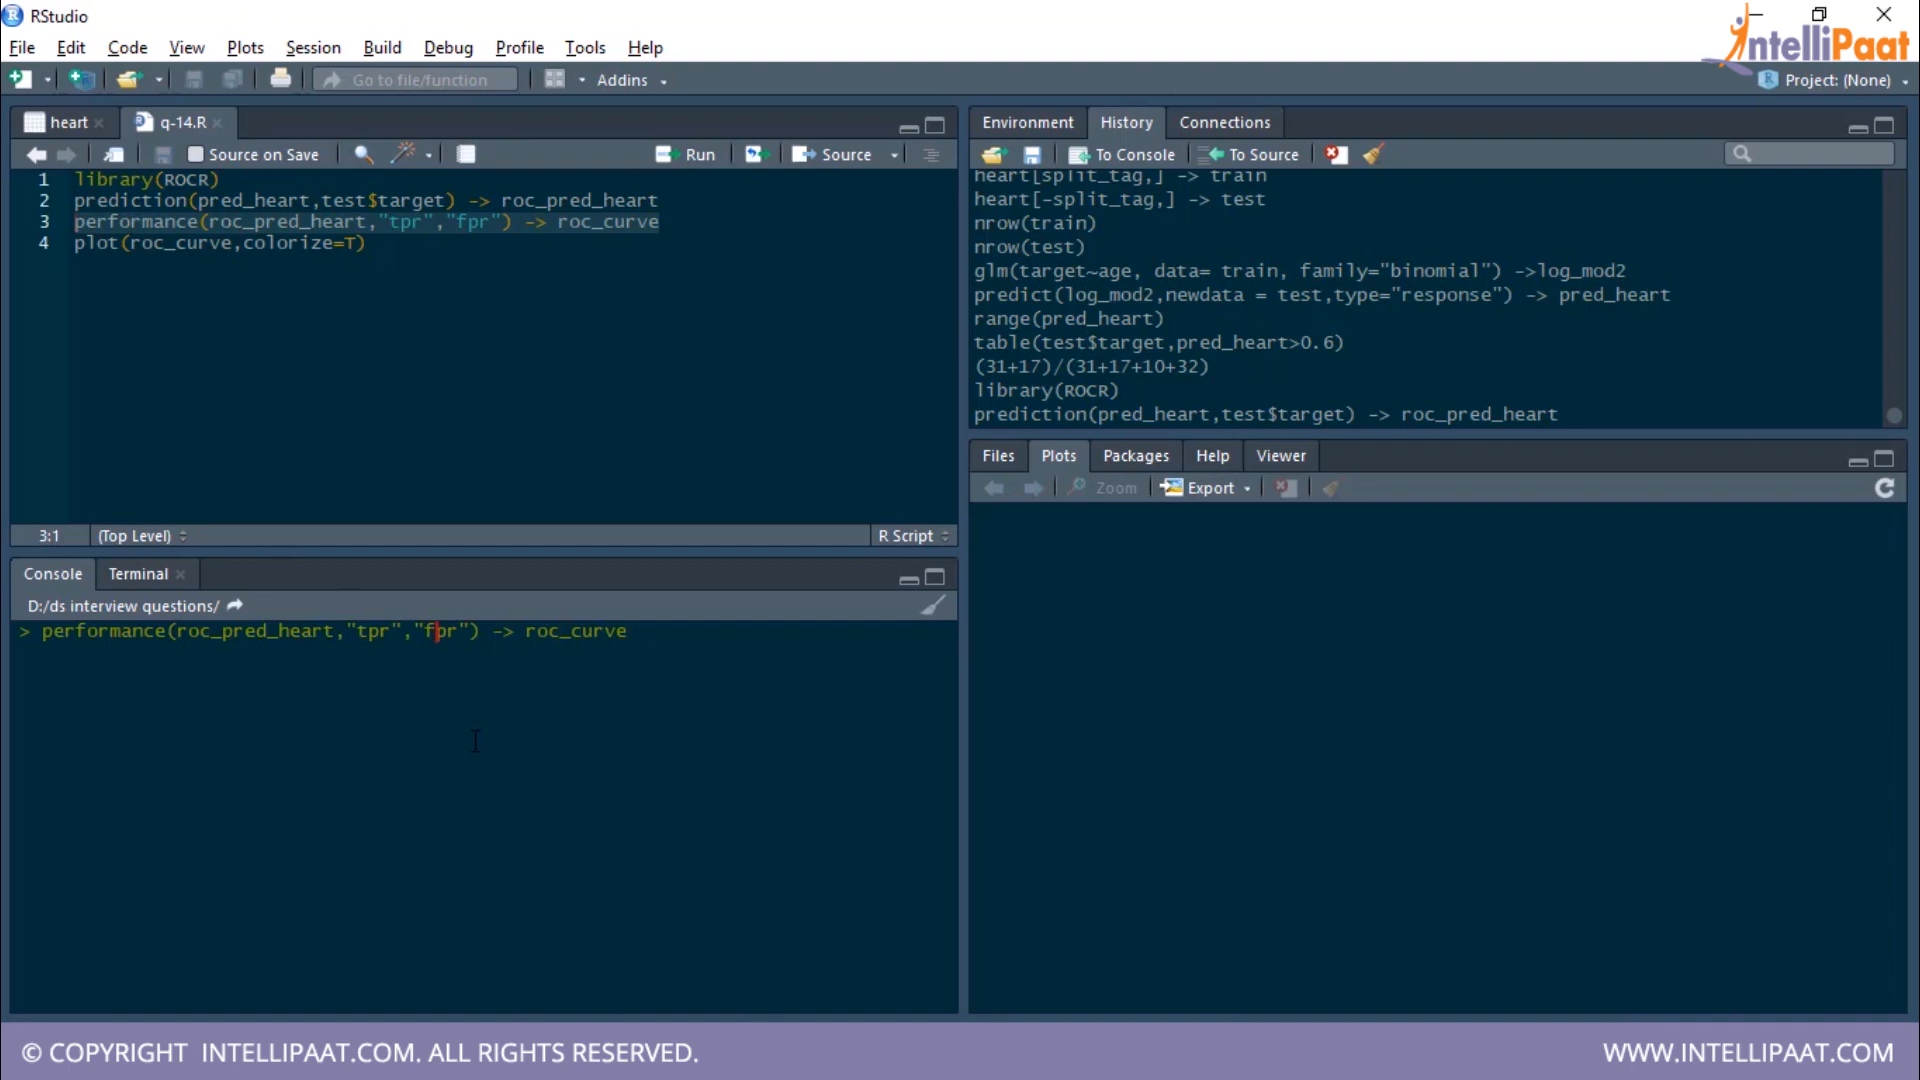 RStudio
IntelliPaat
File Edit Code View Plots Session Build Debug Profile Tools Help
Go to file/function Addins Project: (None)
heart q-14.R
Source on Save Run Source
1 library(ROCR)
2 prediction(pred_heart,test$target) -> roc_pred_heart
3 performance(roc_pred_heart,"tpr","fpr") -> roc_curve
4 plot(roc_curve,colorize=T)
3:1 (Top Level) R Script
Console Terminal
D:/ds interview questions/
> performance(roc_pred_heart,"tpr","fpr") -> roc_curve
Environment History Connections
To Console To Source
heart[split_tag,] -> train
heart[-split_tag,] -> test
nrow(train)
nrow(test)
glm(target~age, data= train, family="binomial") ->log_mod2
predict(log_mod2,newdata = test,type="response") -> pred_heart
range(pred_heart)
table(test$target,pred_heart>0.6)
(31+17)/(31+17+10+32)
library(ROCR)
prediction(pred_heart,test$target) -> roc_pred_heart
Files Plots Packages Help Viewer
Zoom Export
© COPYRIGHT INTELLIPAAT.COM. ALL RIGHTS RESERVED.
WWW.INTELLIPAAT.COM